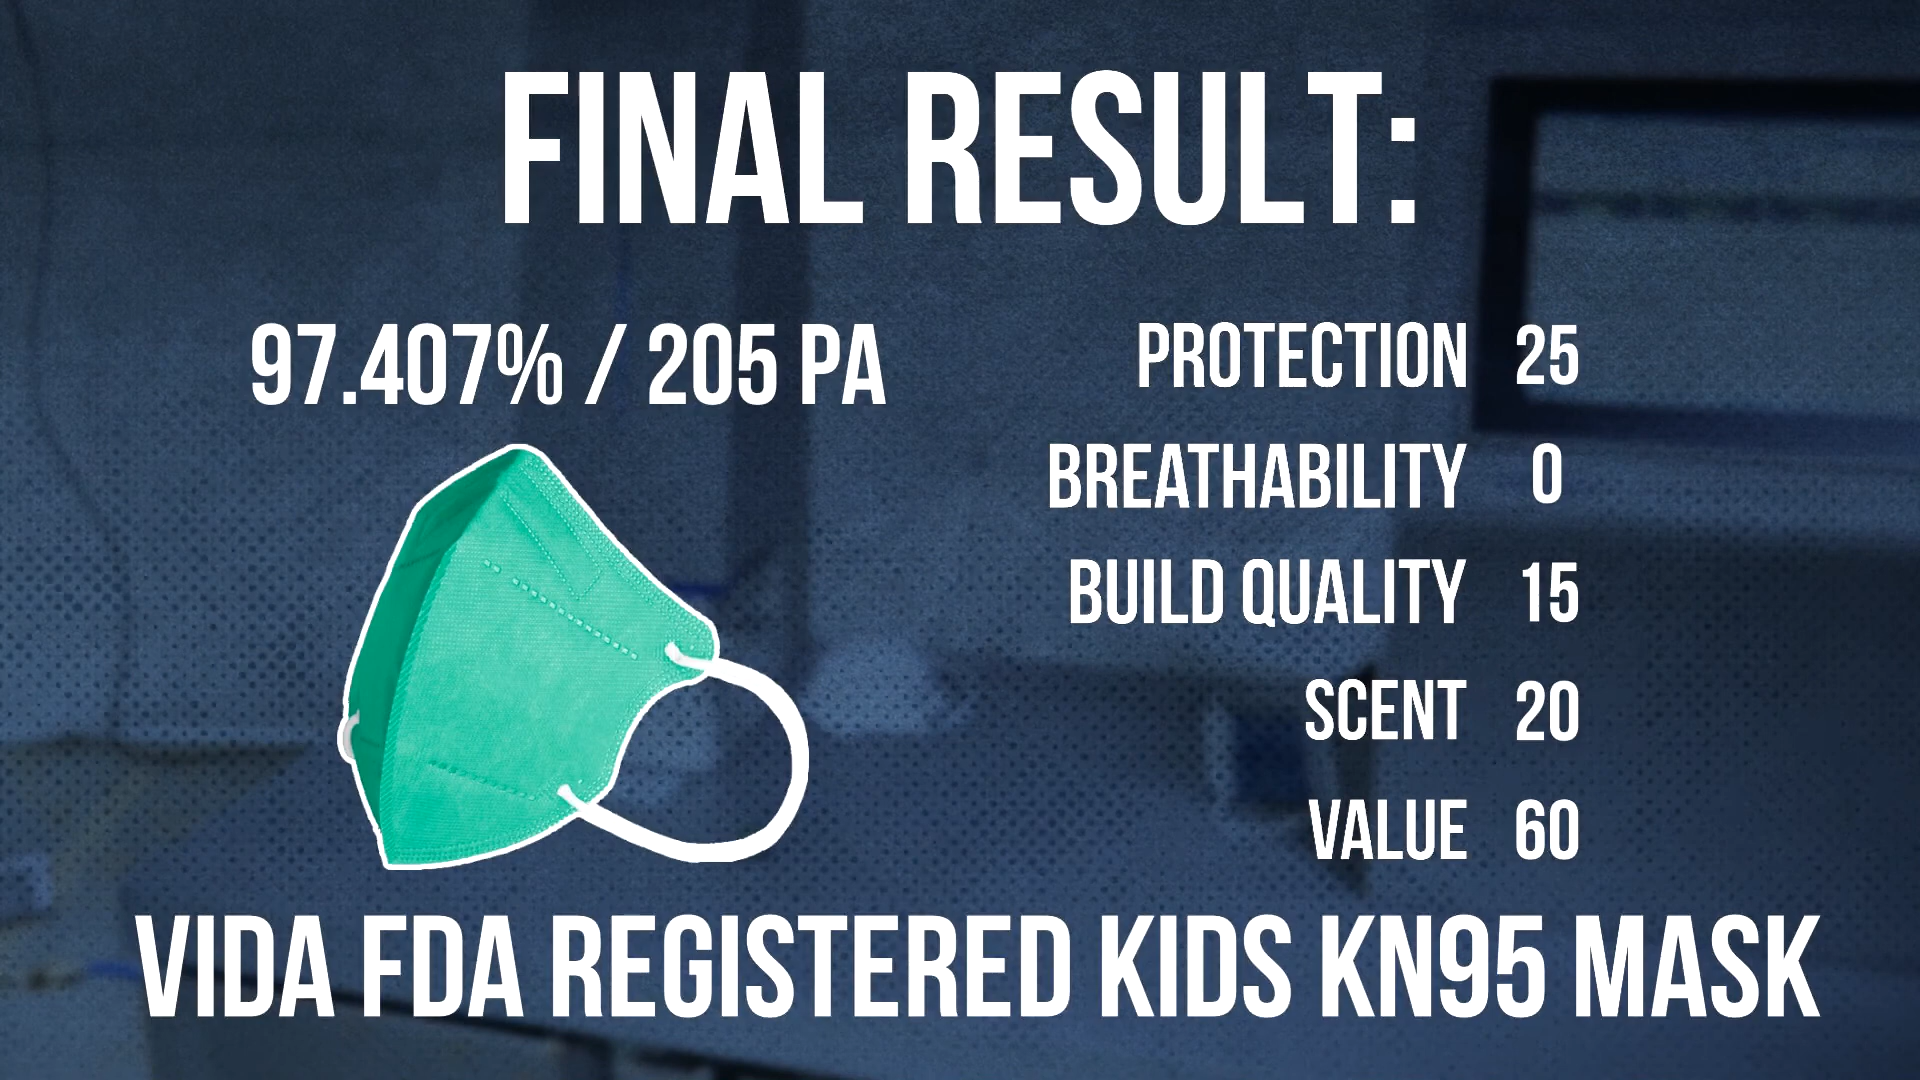 FINAL RESULT:
97.407% / 205 PA
PROTECTION 25
BREATHABILITY 0
BUILD QUALITY 15
SCENT 20
VALUE 60
VIDA FDA REGISTERED KIDS KN95 MASK